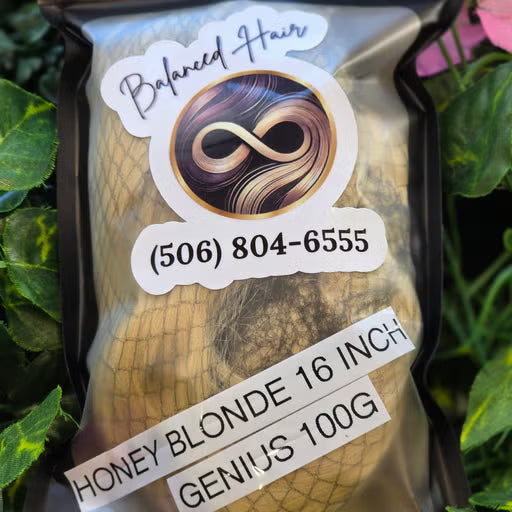 Balanced Hair
(506) 804-6555
HONEY BLONDE 16 INCH
GENIUS 100G